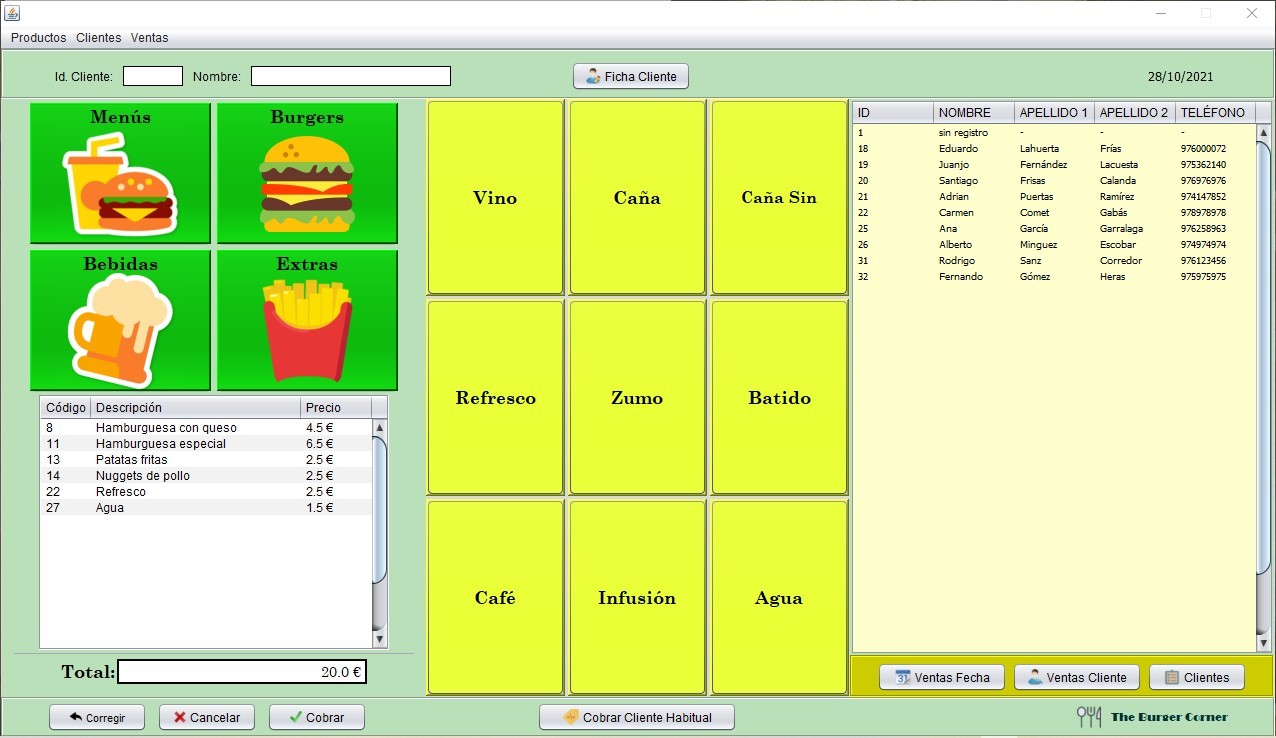 Productos Clientes Ventas
Id. Cliente: Nombre: Ficha Cliente 28/10/2021
Menús Burgers
Bebidas Extras
Código Descripción Precio
8 Hamburguesa con queso 4.5 €
11 Hamburguesa especial 6.5 €
13 Patatas fritas 2.5 €
14 Nuggets de pollo 2.5 €
22 Refresco 2.5 €
27 Agua 1.5 €
Total: 20.0 €
Vino Caña Caña Sin
Refresco Zumo Batido
Café Infusión Agua
ID NOMBRE APELLIDO 1 APELLIDO 2 TELÉFONO
1 sin registro - - -
18 Eduardo Lahuerta Frías 976000072
19 Juanjo Fernández Lacuesta 975362140
20 Santiago Frisas Calanda 976976976
21 Adrian Puertas Ramírez 974147852
22 Carmen Comet Gabás 978978978
25 Ana García Garralaga 976258963
26 Alberto Minguez Escobar 974974974
31 Rodrigo Sanz Corredor 976123456
32 Fernando Gómez Heras 975975975
31 Ventas Fecha Ventas Cliente Clientes
Corregir Cancelar Cobrar Cobrar Cliente Habitual The Burger Corner